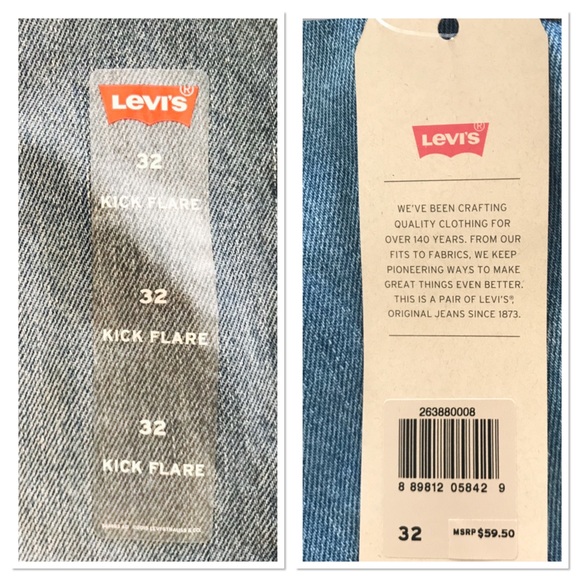 LEVI'S®
32
KICK FLARE
32
KICK FLARE
32
KICK FLARE
LEVI'S®
WE'VE BEEN CRAFTING
QUALITY CLOTHING FOR
OVER 140 YEARS. FROM OUR
FITS TO FABRICS, WE KEEP
PIONEERING WAYS TO MAKE
GREAT THINGS EVEN BETTER.
THIS IS A PAIR OF LEVI'S®
ORIGINAL JEANS SINCE 1873.
263880008
8 89812 05842 9
32 MSRP $59.50